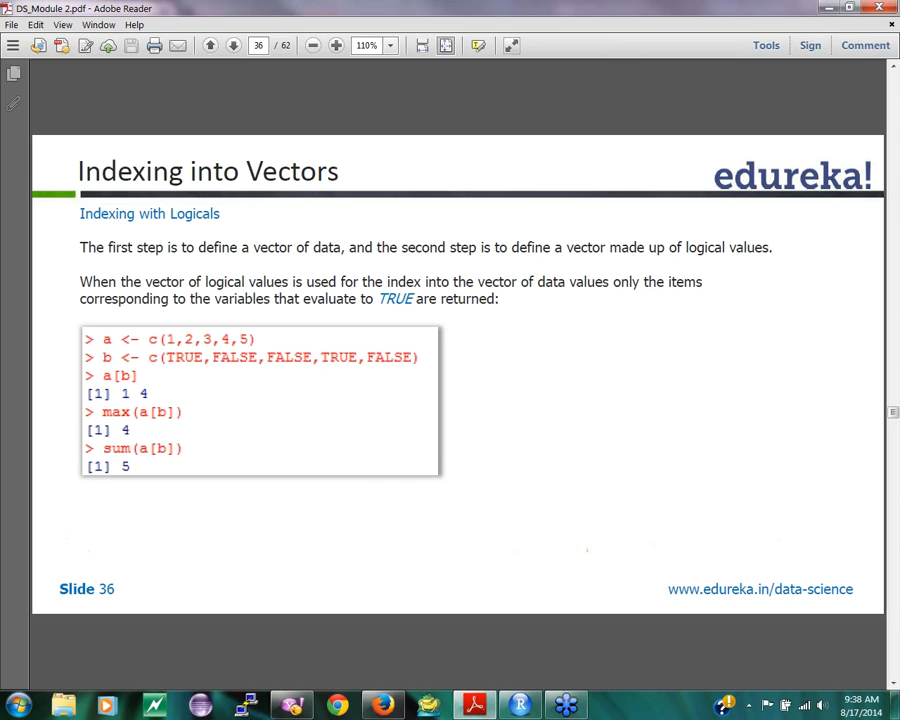 DS_Module 2.pdf - Adobe Reader
File Edit View Window Help
36 / 62 110% Tools Sign Comment
Indexing into Vectors
edureka!
Indexing with Logicals
The first step is to define a vector of data, and the second step is to define a vector made up of logical values.
When the vector of logical values is used for the index into the vector of data values only the items
corresponding to the variables that evaluate to TRUE are returned:
> a <- c(1,2,3,4,5)
> b <- c(TRUE,FALSE,FALSE,TRUE,FALSE)
> a[b]
[1] 1 4
> max(a[b])
[1] 4
> sum(a[b])
[1] 5
Slide 36
www.edureka.in/data-science
9:38 AM
8/17/2014